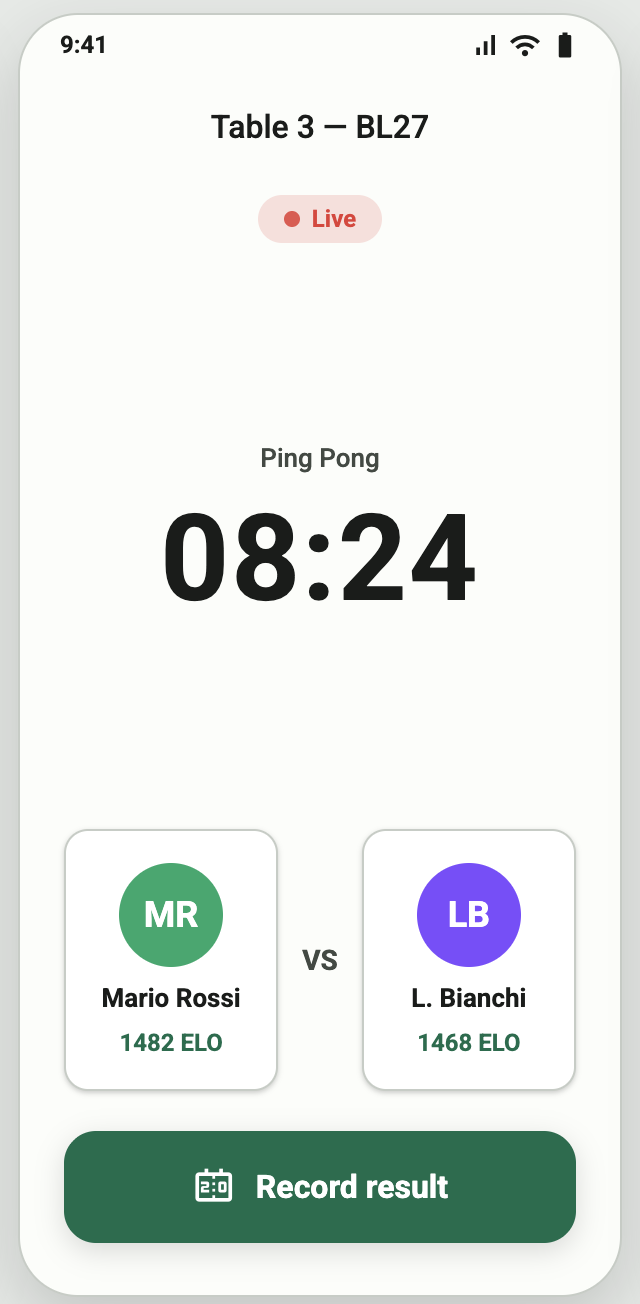 9:41
Table 3 — BL27
Live
Ping Pong
08:24
MR
Mario Rossi
1482 ELO
VS
LB
L. Bianchi
1468 ELO
2:0 Record result